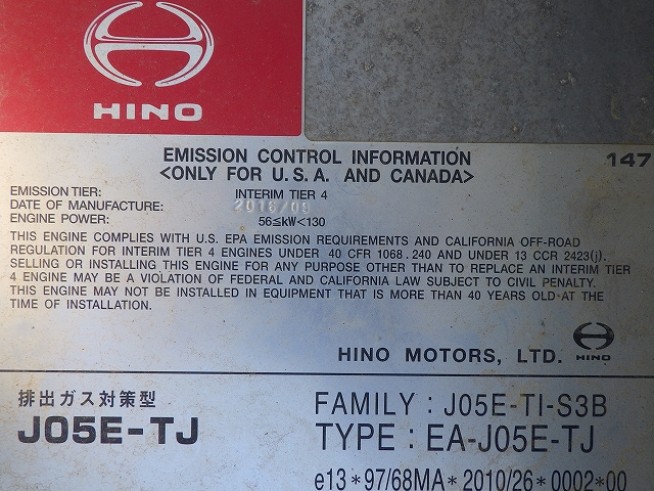 HINO
EMISSION CONTROL INFORMATION
147
<ONLY FOR U.S.A. AND CANADA>
EMISSION TIER: INTERIM TIER 4
DATE OF MANUFACTURE: 2016/08
ENGINE POWER: 56≦kW<130
THIS ENGINE COMPLIES WITH U.S. EPA EMISSION REQUIREMENTS AND CALIFORNIA OFF-ROAD
REGULATION FOR INTERIM TIER 4 ENGINES UNDER 40 CFR 1068.240 AND UNDER 13 CCR 2423(j).
SELLING OR INSTALLING THIS ENGINE FOR ANY PURPOSE OTHER THAN TO REPLACE AN INTERIM TIER
4 ENGINE MAY BE A VIOLATION OF FEDERAL AND CALIFORNIA LAW SUBJECT TO CIVIL PENALTY.
THIS ENGINE MAY NOT BE INSTALLED IN EQUIPMENT THAT IS MORE THAN 40 YEARS OLD AT THE
TIME OF INSTALLATION.
HINO MOTORS, LTD. HINO
排出ガス対策型
J05E-TJ
FAMILY : J05E-TI-S3B
TYPE : EA-J05E-TJ
e13*97/68MA*2010/26*0002*00